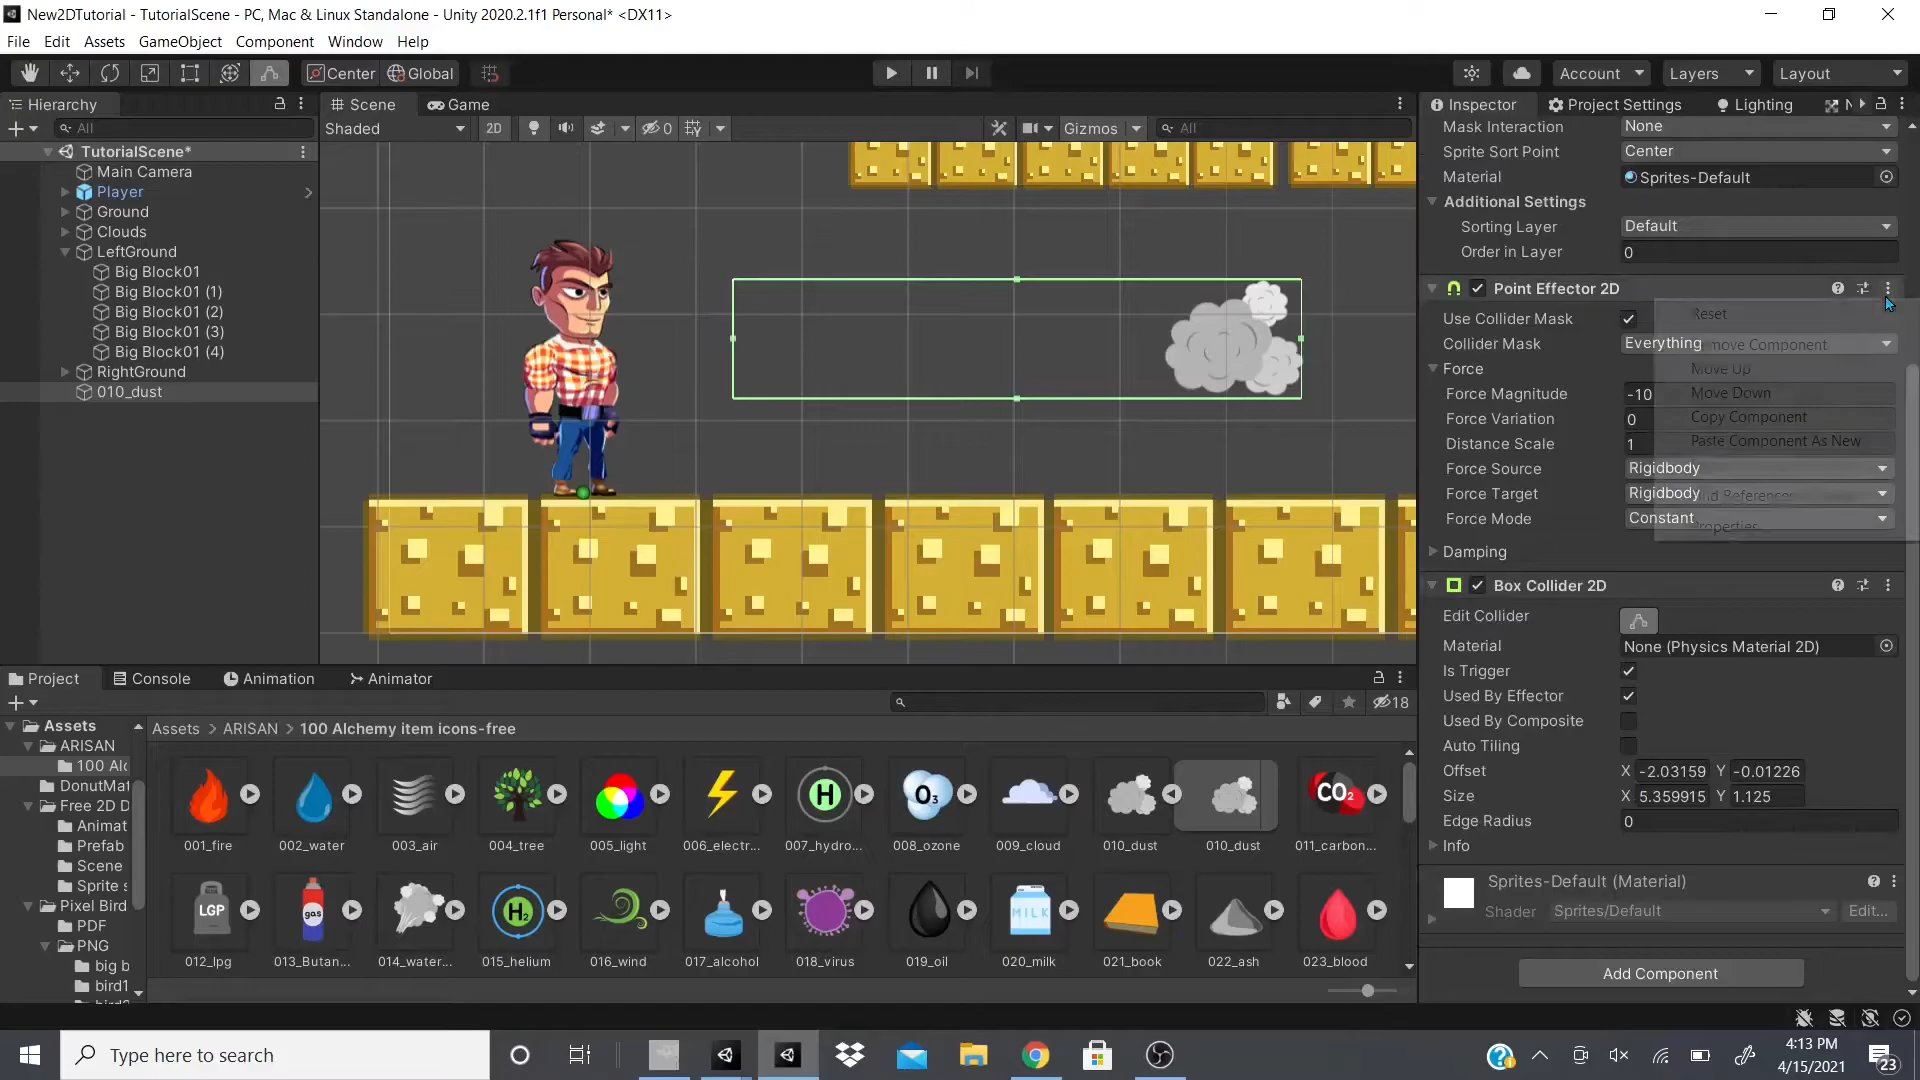 New2DTutorial - TutorialScene - PC, Mac & Linux Standalone - Unity 2020.2.1f1 Personal* <DX11>
File Edit Assets GameObject Component Window Help
Center Global Account Layers Layout
Hierarchy
All
TutorialScene*
Main Camera
Player
Ground
Clouds
LeftGround
Big Block01
Big Block01 (1)
Big Block01 (2)
Big Block01 (3)
Big Block01 (4)
RightGround
010_dust
Scene Game
Shaded 2D 0 Gizmos All
Inspector Project Settings Lighting
Mask Interaction None
Sprite Sort Point Center
Material Sprites-Default
Additional Settings
Sorting Layer Default
Order in Layer 0
Point Effector 2D
Use Collider Mask
Collider Mask Everything
Force
Force Magnitude -10
Force Variation 0
Distance Scale 1
Force Source Rigidbody
Force Target Rigidbody
Force Mode Constant
Reset
Move Up
Move Down
Copy Component
Paste Component As New
Properties...
Damping
Box Collider 2D
Edit Collider
Material None (Physics Material 2D)
Is Trigger
Used By Effector
Used By Composite
Auto Tiling
Offset X -2.03159 Y -0.01226
Size X 5.359915 Y 1.125
Edge Radius 0
Info
Sprites-Default (Material)
Shader Sprites/Default Edit...
Add Component
Project Console Animation Animator
18
Assets
ARISAN
100 Alc
DonutMat
Free 2D D
Animat
Prefab
Scene
Sprite s
Pixel Bird
PDF
PNG
big b
bird1
Assets > ARISAN > 100 Alchemy item icons-free
H O3 CO2
001_fire 002_water 003_air 004_tree 005_light 006_electr... 007_hydro... 008_ozone 009_cloud 010_dust 010_dust 011_carbon...
LGP gas H2 MILK
012_lpg 013_Butan... 014_water... 015_helium 016_wind 017_alcohol 018_virus 019_oil 020_milk 021_book 022_ash 023_blood
Type here to search
4:13 PM
4/15/2021
23